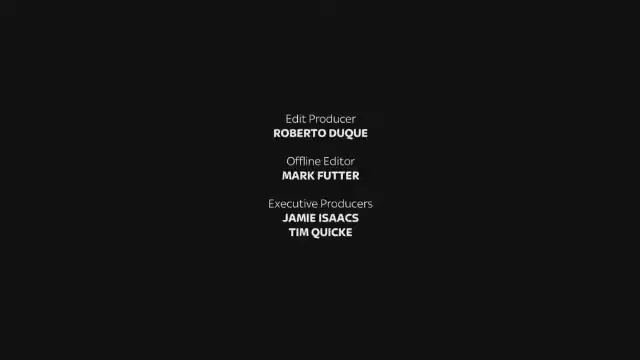 Edit Producer
ROBERTO DUQUE
Offline Editor
MARK FUTTER
Executive Producers
JAMIE ISAACS
TIM QUICKE